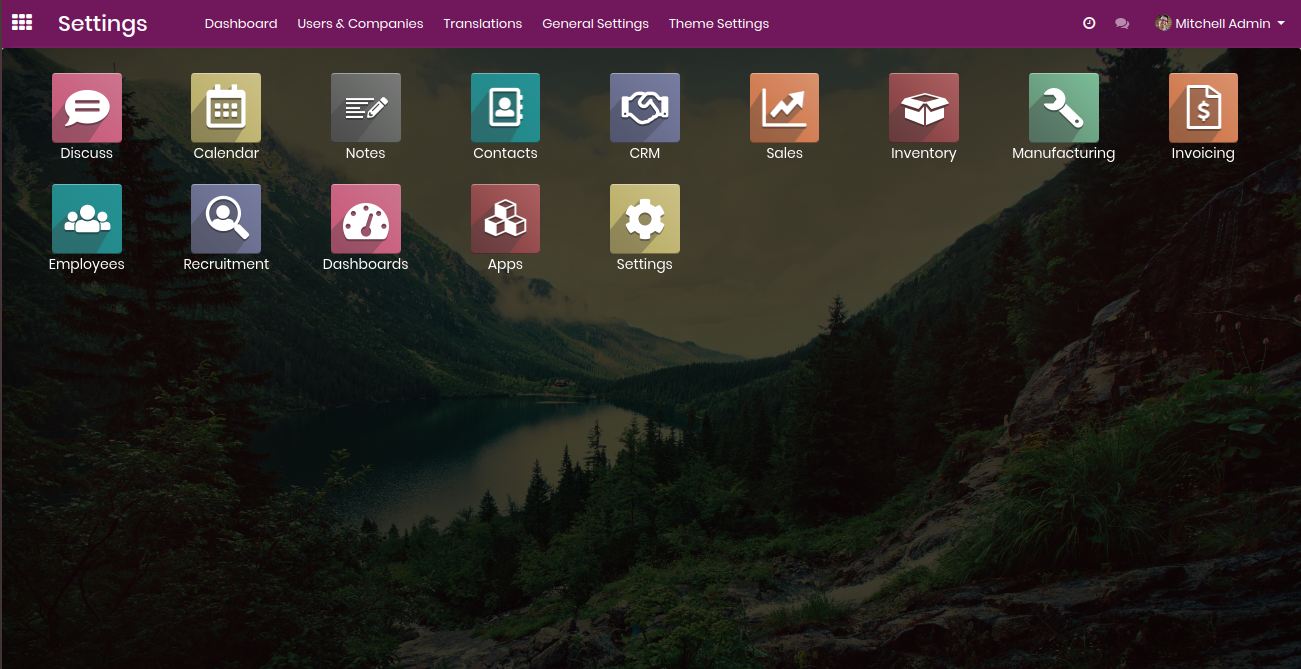 Settings Dashboard Users & Companies Translations General Settings Theme Settings Mitchell Admin
Discuss Calendar Notes Contacts CRM Sales Inventory Manufacturing Invoicing
Employees Recruitment Dashboards Apps Settings